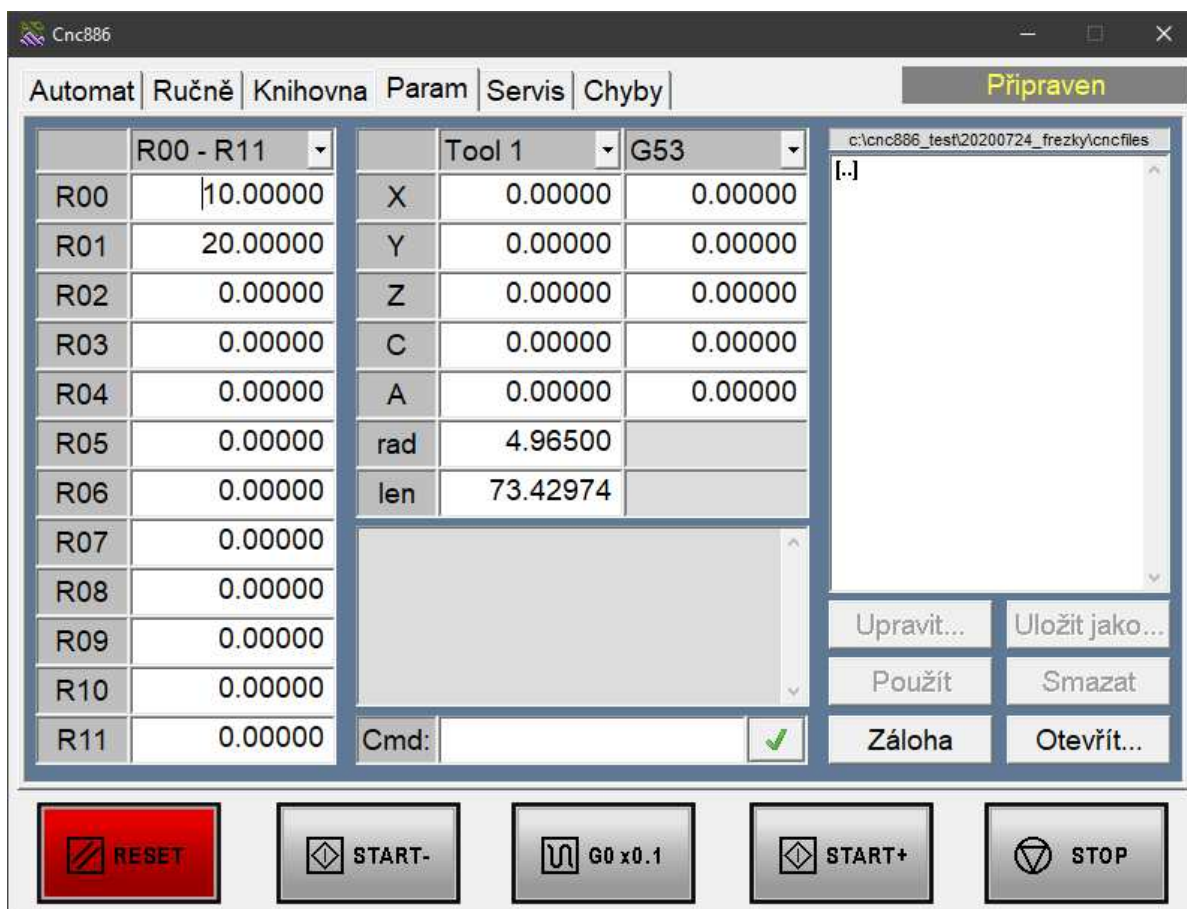 Cnc886
Automat Ručně Knihovna Param Servis Chyby Připraven
R00 - R11 Tool 1 G53
R00 10.00000 X 0.00000 0.00000
R01 20.00000 Y 0.00000 0.00000
R02 0.00000 Z 0.00000 0.00000
R03 0.00000 C 0.00000 0.00000
R04 0.00000 A 0.00000 0.00000
R05 0.00000 rad 4.96500
R06 0.00000 len 73.42974
R07 0.00000
R08 0.00000
R09 0.00000
R10 0.00000
R11 0.00000 Cmd:
c:\cnc886_test\20200724_frezky\cncfiles
[..]
Upravit... Uložit jako...
Použít Smazat
Záloha Otevřít...
RESET START- G0 x0.1 START+ STOP